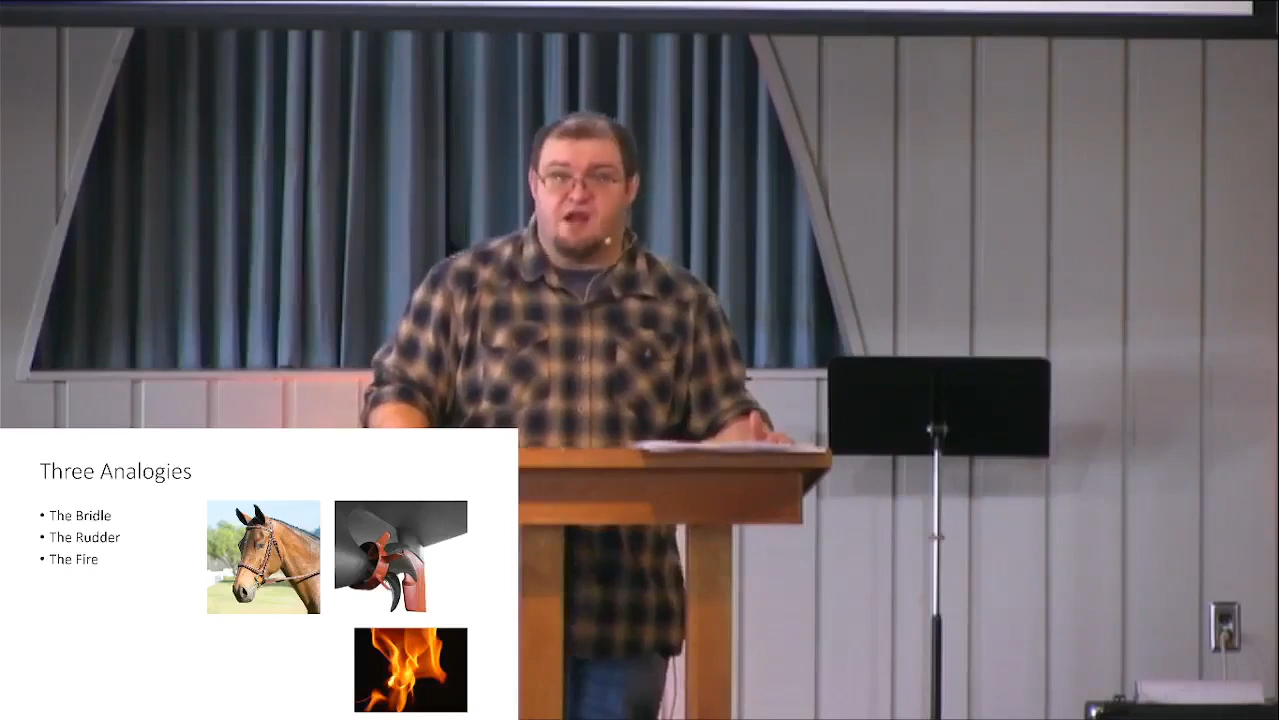 Three Analogies
• The Bridle
• The Rudder
• The Fire